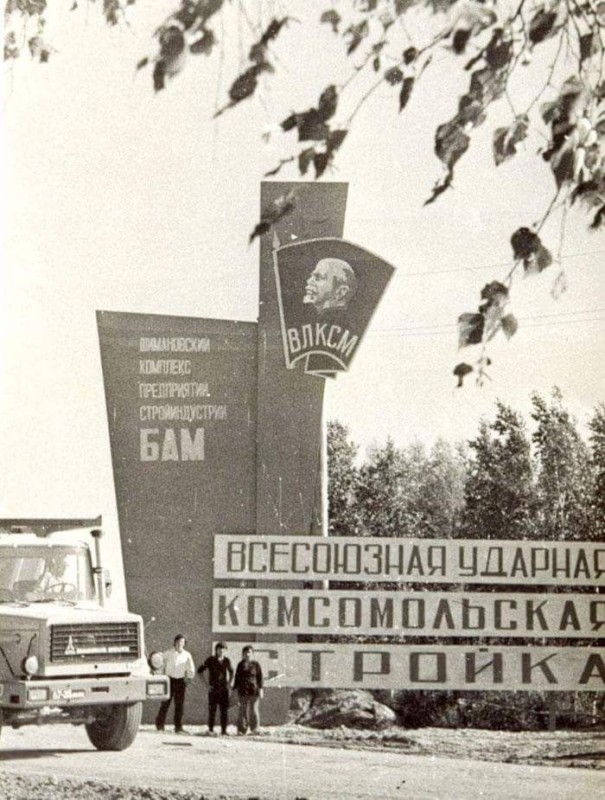 ШИМАНОВСКИЙ
КОМПЛЕКС
ПРЕДПРИЯТИЙ
СТРОЙИНДУСТРИИ
БАМ
ВЛКСМ
ВСЕСОЮЗНАЯ УДАРНАЯ
КОМСОМОЛЬСКАЯ
СТРОЙКА